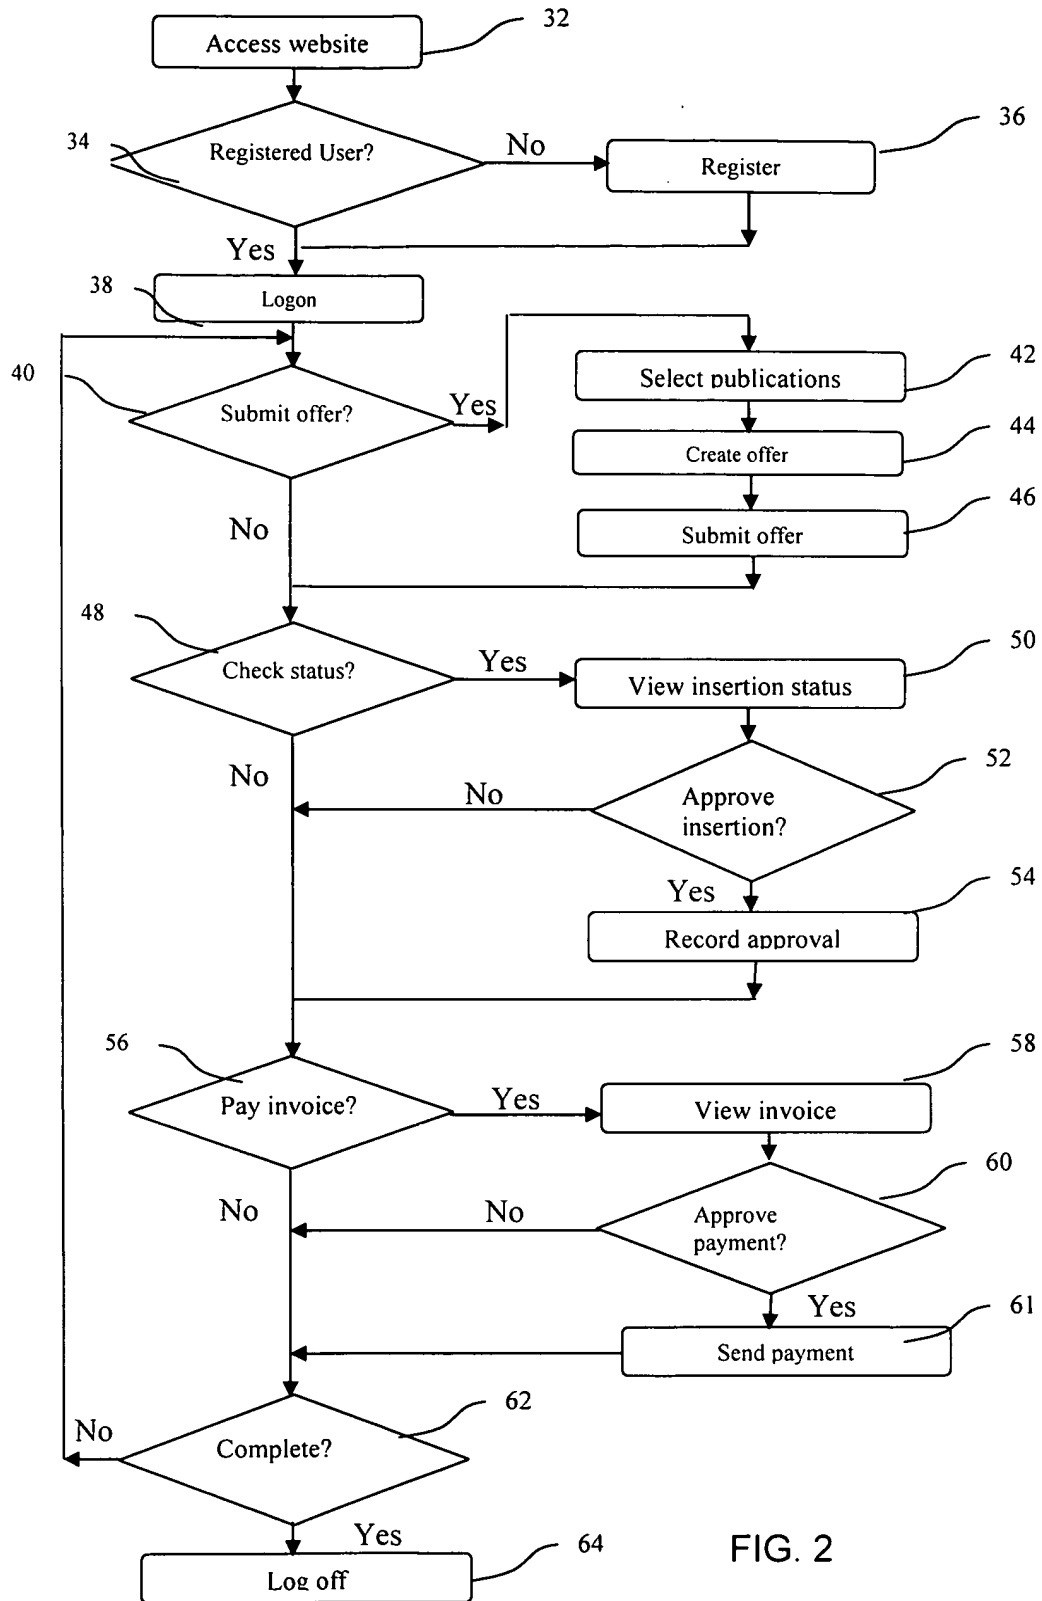 32
Access website
34
Registered User?
No
36
Register
Yes
38
Logon
40
Submit offer?
Yes
42
Select publications
44
Create offer
46
Submit offer
No
48
Check status?
Yes
50
View insertion status
No
No
52
Approve
insertion?
Yes
54
Record approval
56
Pay invoice?
Yes
58
View invoice
No
No
60
Approve
payment?
Yes
61
Send payment
62
No
Complete?
Yes
64
Log off
FIG. 2